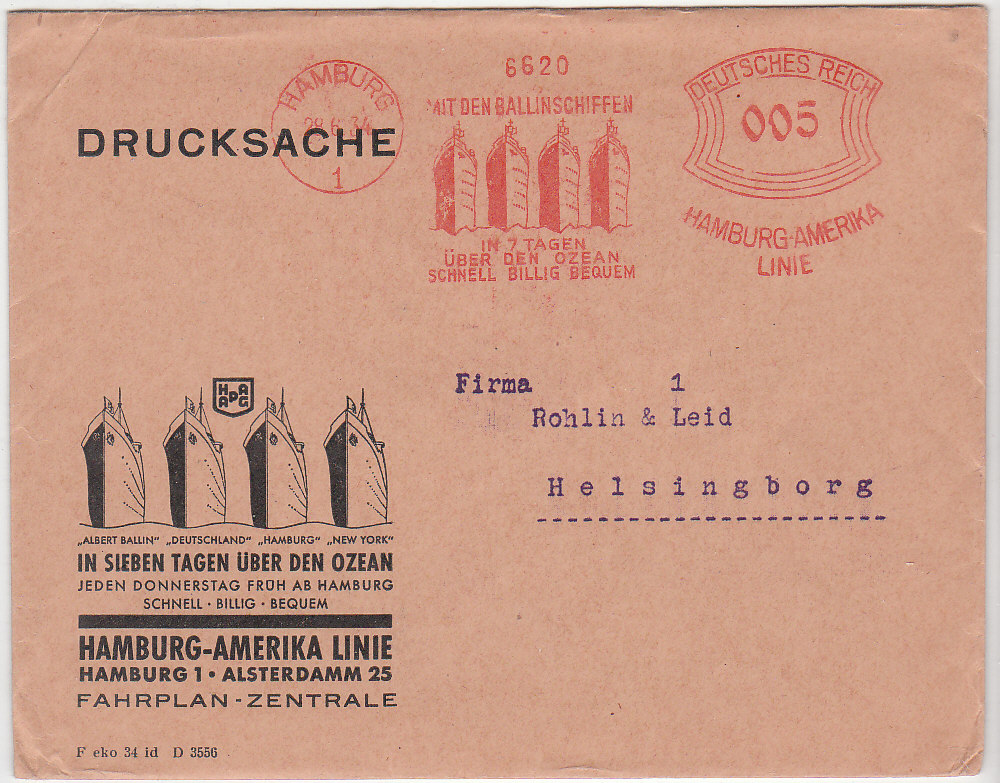 6620
HAMBURG
28.6.34
1
MIT DEN BALLINSCHIFFEN
IN 7 TAGEN
ÜBER DEN OZEAN
SCHNELL BILLIG BEQUEM
DEUTSCHES REICH
005
HAMBURG-AMERIKA
LINIE
DRUCKSACHE
Firma 1
Rohlin & Leid
Helsingborg
HAPAG
„ALBERT BALLIN“ „DEUTSCHLAND“ „HAMBURG“ „NEW YORK“
IN SIEBEN TAGEN ÜBER DEN OZEAN
JEDEN DONNERSTAG FRÜH AB HAMBURG
SCHNELL · BILLIG · BEQUEM
HAMBURG-AMERIKA LINIE
HAMBURG 1 · ALSTERDAMM 25
FAHRPLAN-ZENTRALE
F eko 34 id D 3556